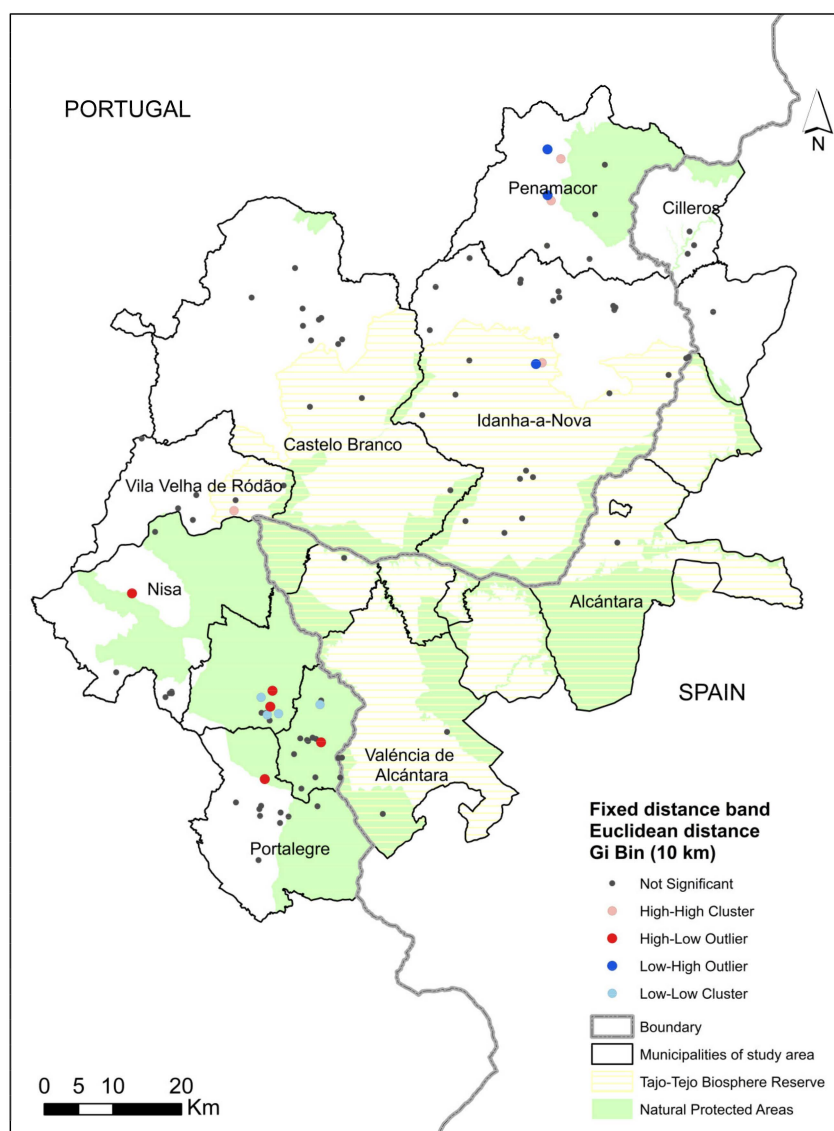 PORTUGAL
N
Penamacor
Cilleros
Idanha-a-Nova
Castelo Branco
Vila Velha de Ródão
Nisa
Alcántara
SPAIN
Valéncia de
Alcántara
Portalegre
Fixed distance band
Euclidean distance
Gi Bin (10 km)
Not Significant
High-High Cluster
High-Low Outlier
Low-High Outlier
Low-Low Cluster
Boundary
Municipalities of study area
Tajo-Tejo Biosphere Reserve
Natural Protected Areas
0 5 10 20
Km